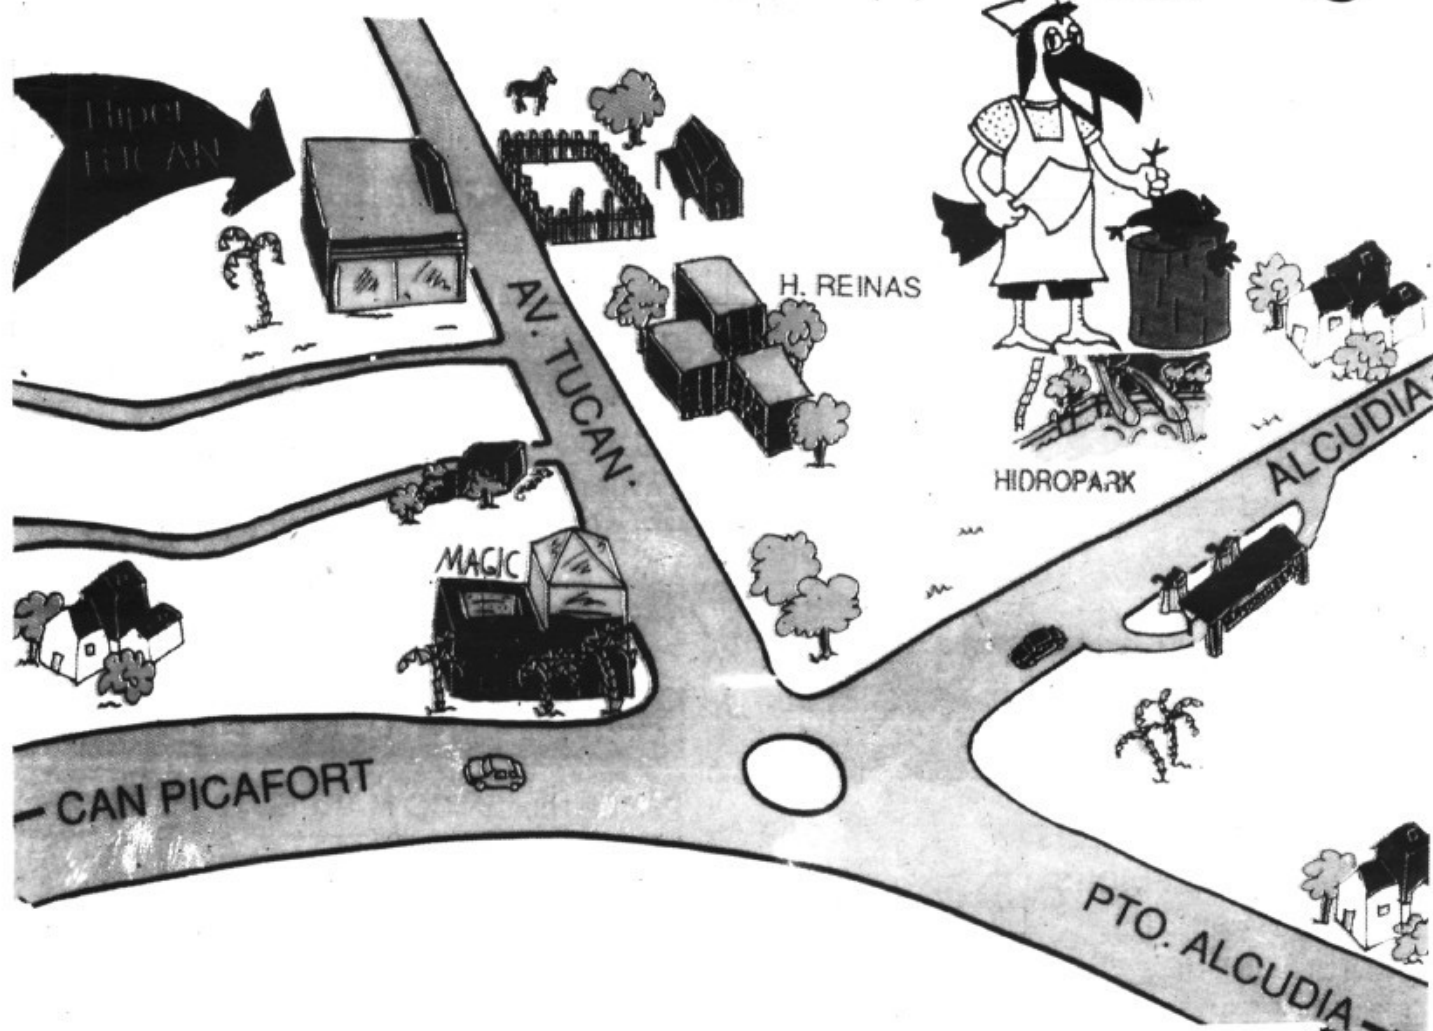 Hiper
TUCAN
H. REINAS
AV. TUCAN
HIDROPARK
ALCUDIA
MAGIC
CAN PICAFORT
PTO. ALCUDIA